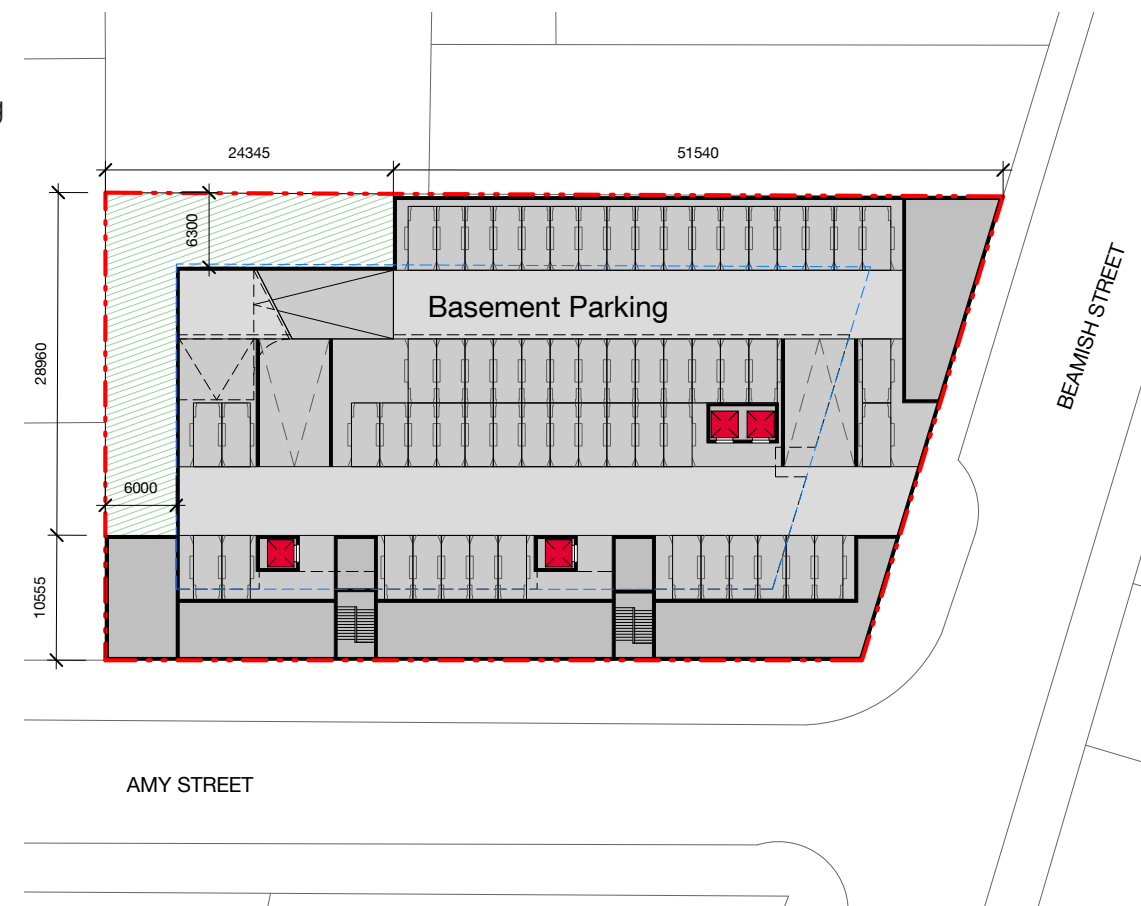 g
24345
51540
6300
Basement Parking
BEAMISH STREET
28960
6000
10555
AMY STREET